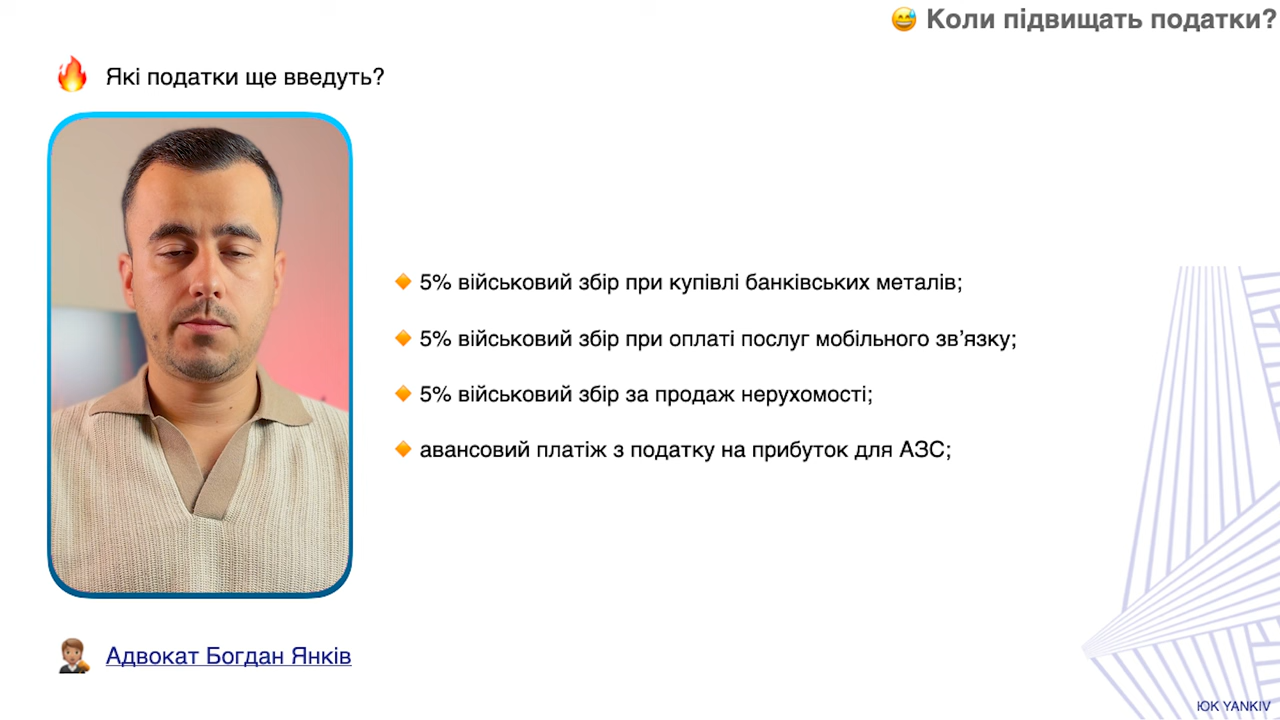 😅 Коли підвищать податки?
🔥 Які податки ще введуть?
🔸 5% військовий збір при купівлі банківських металів;
🔸 5% військовий збір при оплаті послуг мобільного зв’язку;
🔸 5% військовий збір за продаж нерухомості;
🔸 авансовий платіж з податку на прибуток для АЗС;
Адвокат Богдан Янків
ЮК YANKIV